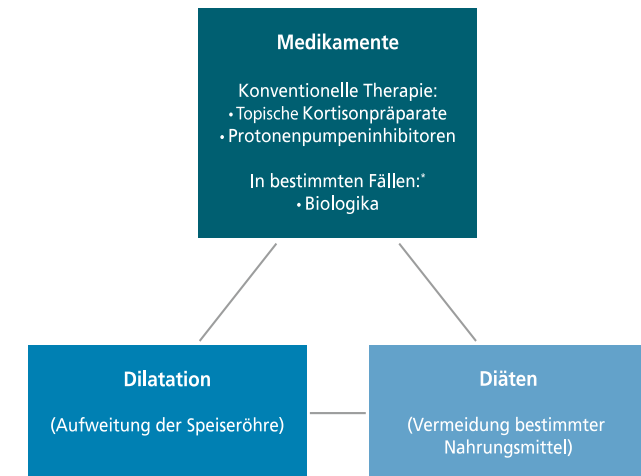 Medikamente
Konventionelle Therapie:
• Topische Kortisonpräparate
• Protonenpumpeninhibitoren
In bestimmten Fällen:*
• Biologika
Dilatation
(Aufweitung der Speiseröhre)
Diäten
(Vermeidung bestimmter
Nahrungsmittel)